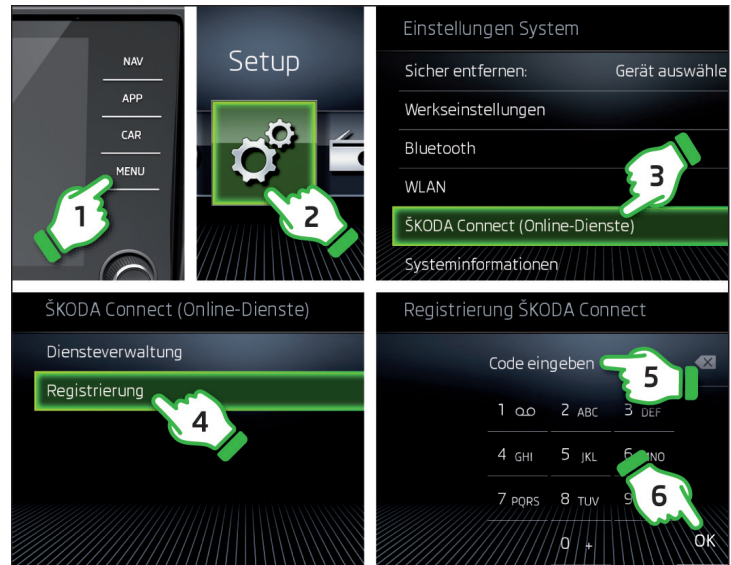 NAV
APP
CAR
MENU
1
Setup
2
Einstellungen System
Sicher entfernen: Gerät auswähle
Werkseinstellungen
Bluetooth
WLAN
3
ŠKODA Connect (Online-Dienste)
Systeminformationen
ŠKODA Connect (Online-Dienste)
Diensteverwaltung
Registrierung
4
Registrierung ŠKODA Connect
Code eingeben
5
1 2 ABC 3 DEF
4 GHI 5 JKL 6 MNO
7 PQRS 8 TUV 9
6
0 + OK